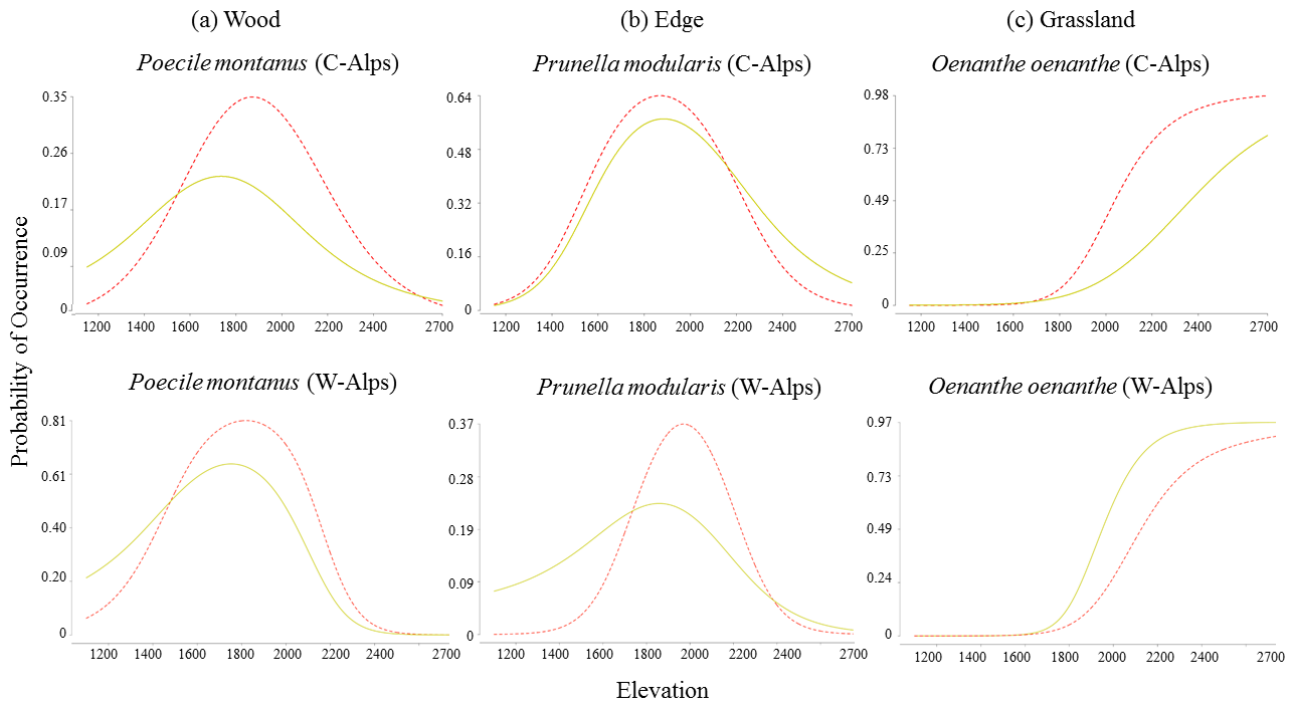 (a) Wood
(b) Edge
(c) Grassland
Poecile montanus (C-Alps)
Prunella modularis (C-Alps)
Oenanthe oenanthe (C-Alps)
0.35
0.26
0.17
0.09
0
1200 1400 1600 1800 2000 2200 2400 2700
0.64
0.48
0.32
0.16
0
1200 1400 1600 1800 2000 2200 2400 2700
0.98
0.73
0.49
0.25
0
1200 1400 1600 1800 2000 2200 2400 2700
Probability of Occurrence
Poecile montanus (W-Alps)
Prunella modularis (W-Alps)
Oenanthe oenanthe (W-Alps)
0.81
0.61
0.40
0.20
0
1200 1400 1600 1800 2000 2200 2400 2700
0.37
0.28
0.19
0.09
0
1200 1400 1600 1800 2000 2200 2400 2700
0.97
0.73
0.49
0.24
0
1200 1400 1600 1800 2000 2200 2400 2700
Elevation